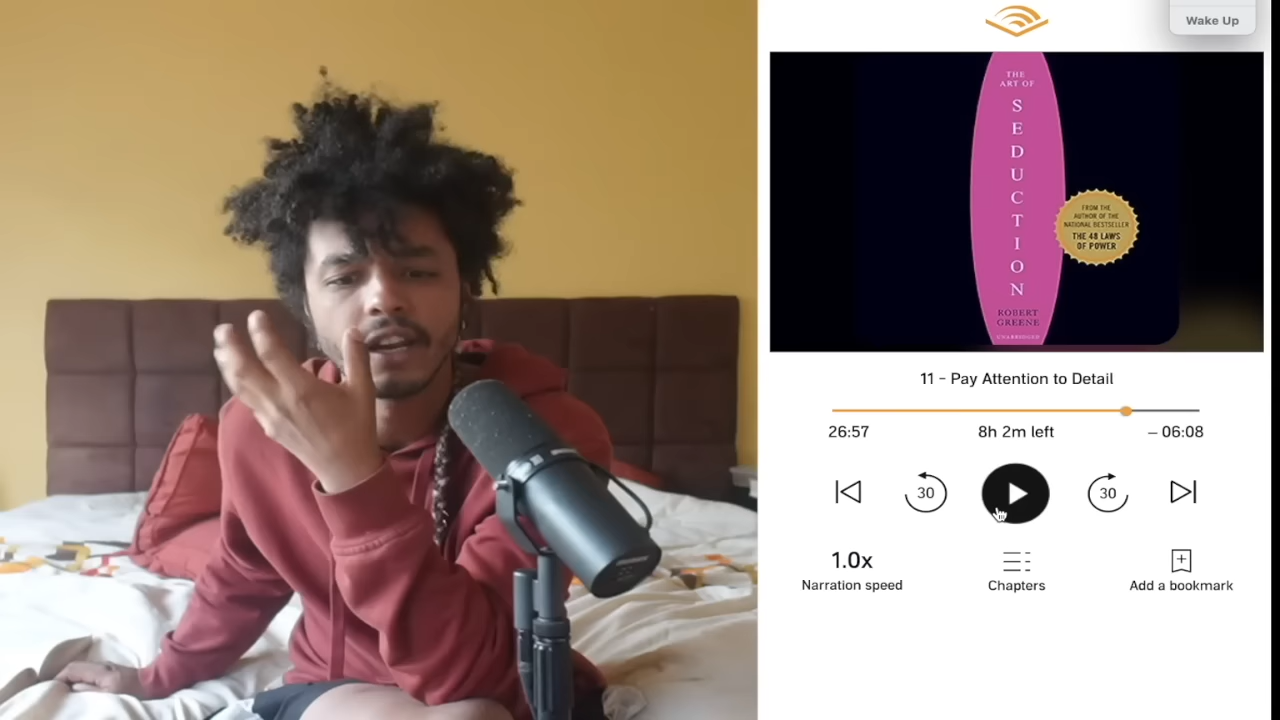 Wake Up
THE
ART OF
SEDUCTION
FROM THE
AUTHOR OF THE
NATIONAL BESTSELLER
THE 48 LAWS
OF POWER
ROBERT
GREENE
UNABRIDGED
11 – Pay Attention to Detail
26:57
8h 2m left
– 06:08
30
30
1.0x
Narration speed
Chapters
Add a bookmark